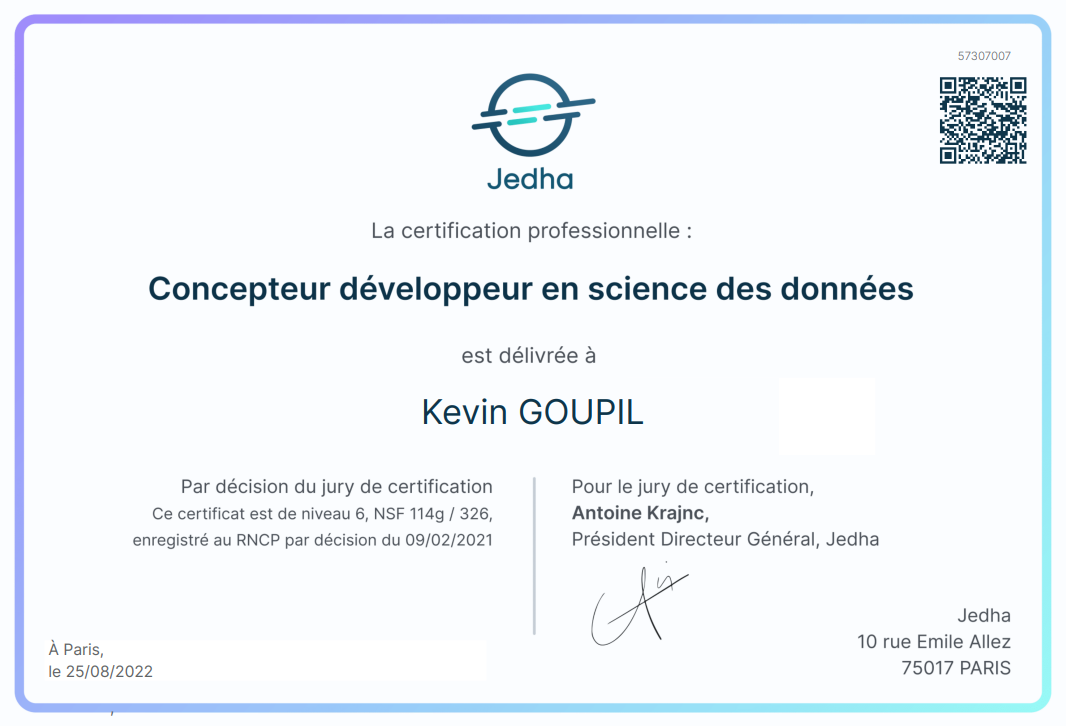 57307007
Jedha
La certification professionnelle :
Concepteur développeur en science des données
est délivrée à
Kevin GOUPIL
Par décision du jury de certification
Ce certificat est de niveau 6, NSF 114g / 326,
enregistré au RNCP par décision du 09/02/2021
Pour le jury de certification,
Antoine Krajnc,
Président Directeur Général, Jedha
À Paris,
le 25/08/2022
Jedha
10 rue Emile Allez
75017 PARIS